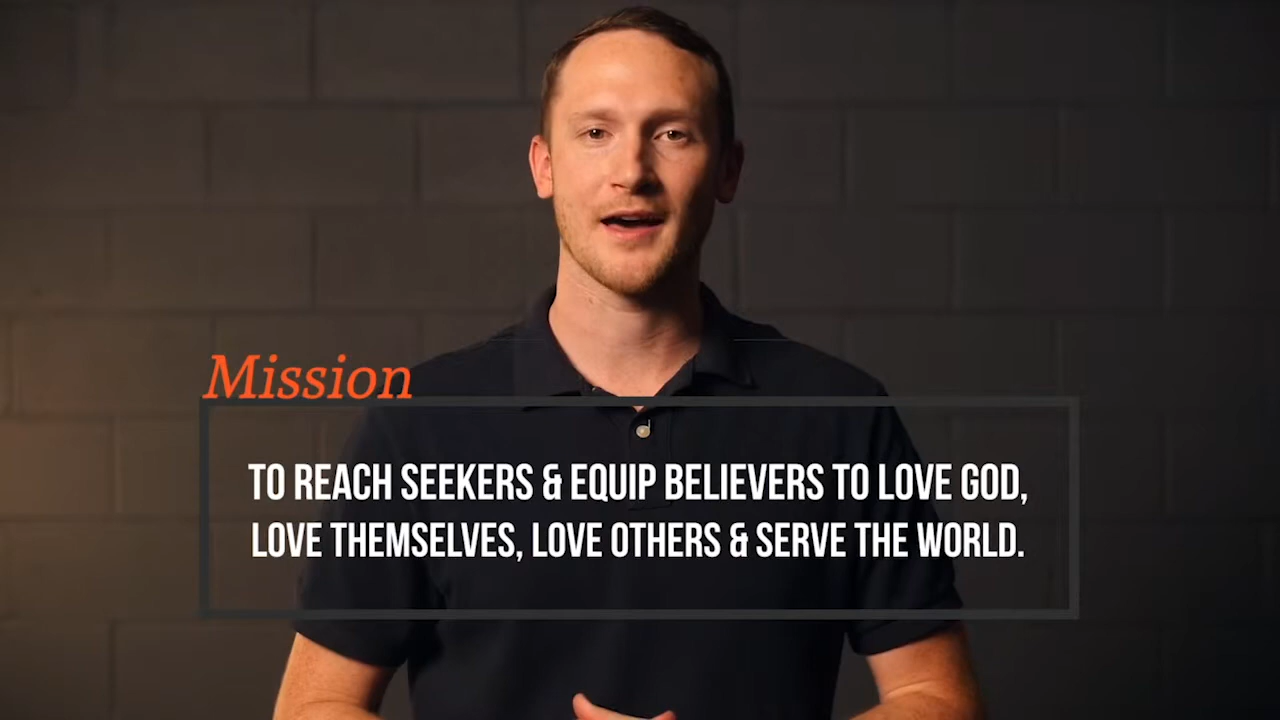 Mission
TO REACH SEEKERS & EQUIP BELIEVERS TO LOVE GOD,
LOVE THEMSELVES, LOVE OTHERS & SERVE THE WORLD.